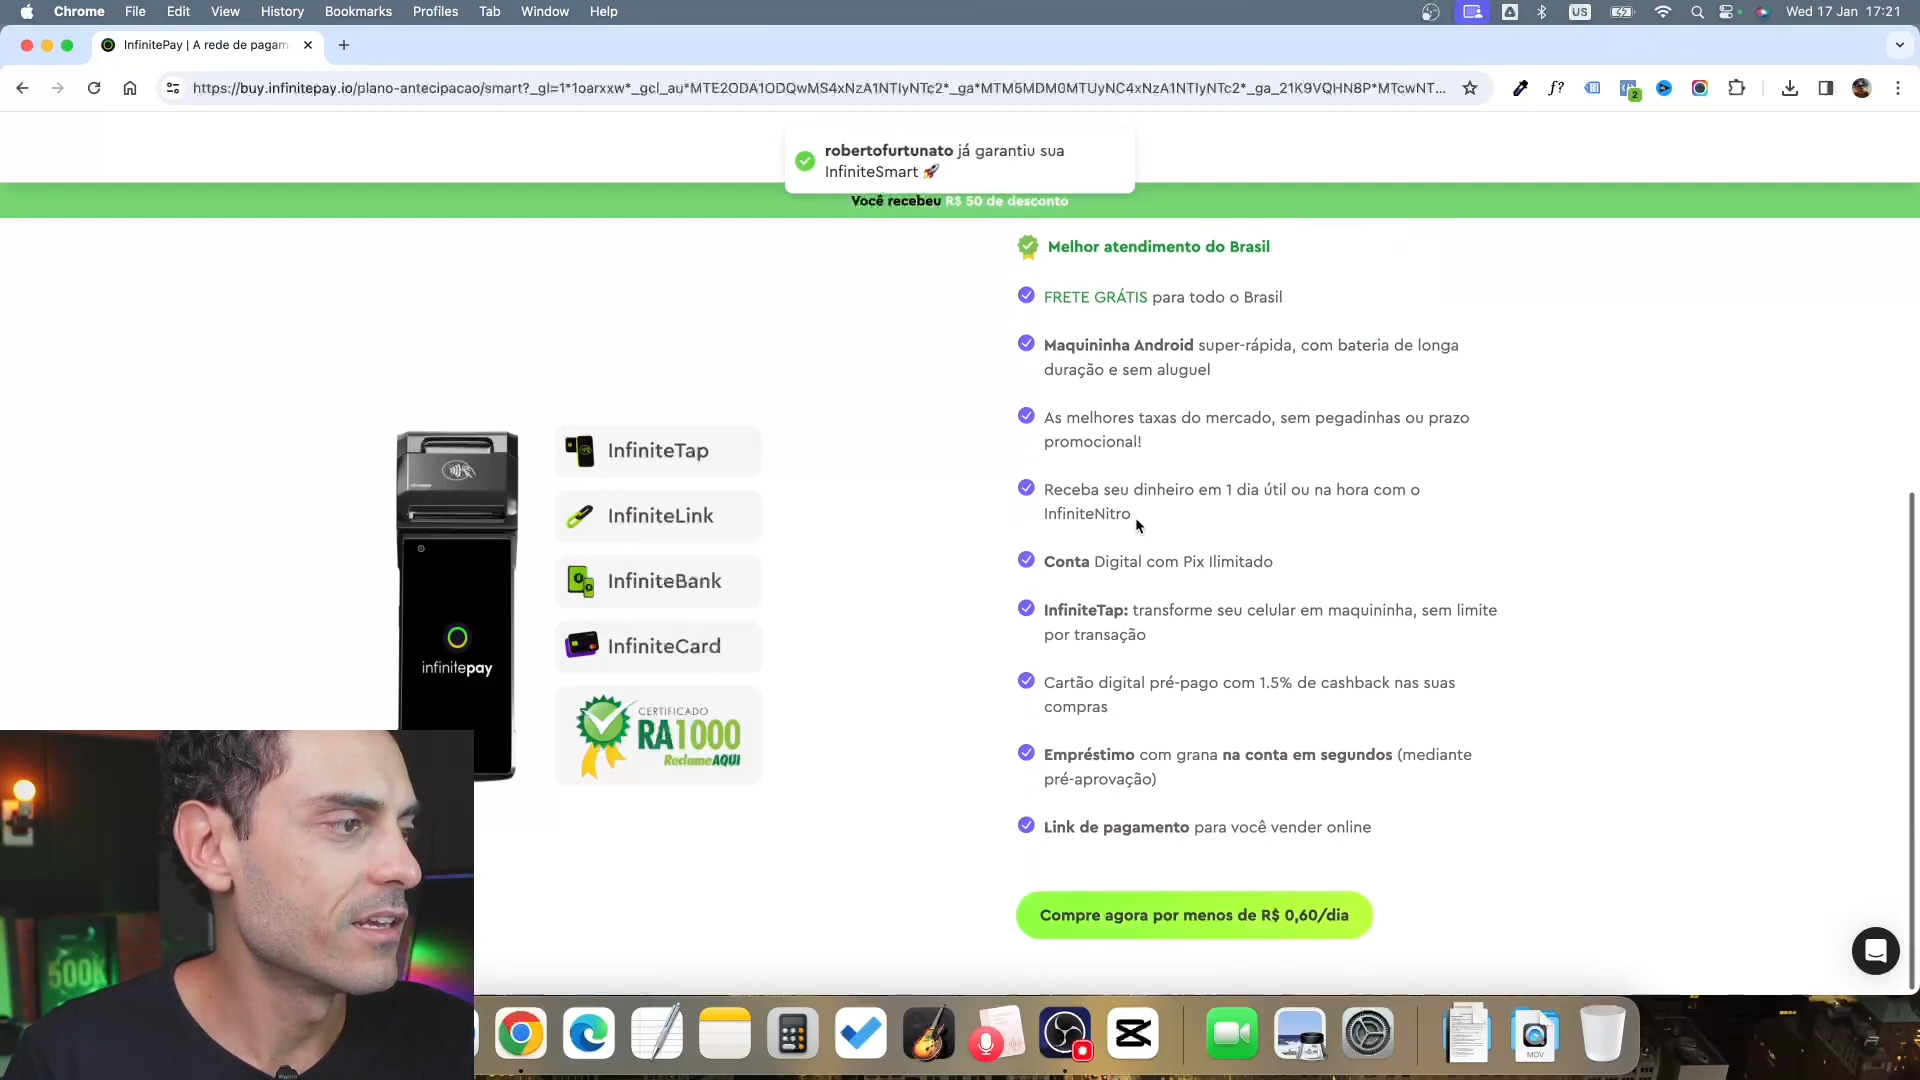 Chrome File Edit View History Bookmarks Profiles Tab Window Help
US Wed 17 Jan 17:21
InfinitePay | A rede de pagam
https://buy.infinitepay.io/plano-antecipacao/smart?_gl=1*1oarxxw*_gcl_au*MTE2ODA1ODQwMS4xNzA1NTIyNTc2*_ga*MTM5MDM0MTUyNC4xNzA1NTIyNTc2*_ga_21K9VQHN8P*MTcwNT...
f?
2
robertofurtunato já garantiu sua
InfiniteSmart 🚀
Você recebeu R$ 50 de desconto
Melhor atendimento do Brasil
FRETE GRÁTIS para todo o Brasil
Maquininha Android super-rápida, com bateria de longa
duração e sem aluguel
As melhores taxas do mercado, sem pegadinhas ou prazo
promocional!
Receba seu dinheiro em 1 dia útil ou na hora com o
InfiniteNitro
Conta Digital com Pix Ilimitado
InfiniteTap: transforme seu celular em maquininha, sem limite
por transação
Cartão digital pré-pago com 1.5% de cashback nas suas
compras
Empréstimo com grana na conta em segundos (mediante
pré-aprovação)
Link de pagamento para você vender online
Compre agora por menos de R$ 0,60/dia
InfiniteTap
InfiniteLink
InfiniteBank
InfiniteCard
CERTIFICADO
RA1000
ReclameAQUI
infinitepay
500K
MOV